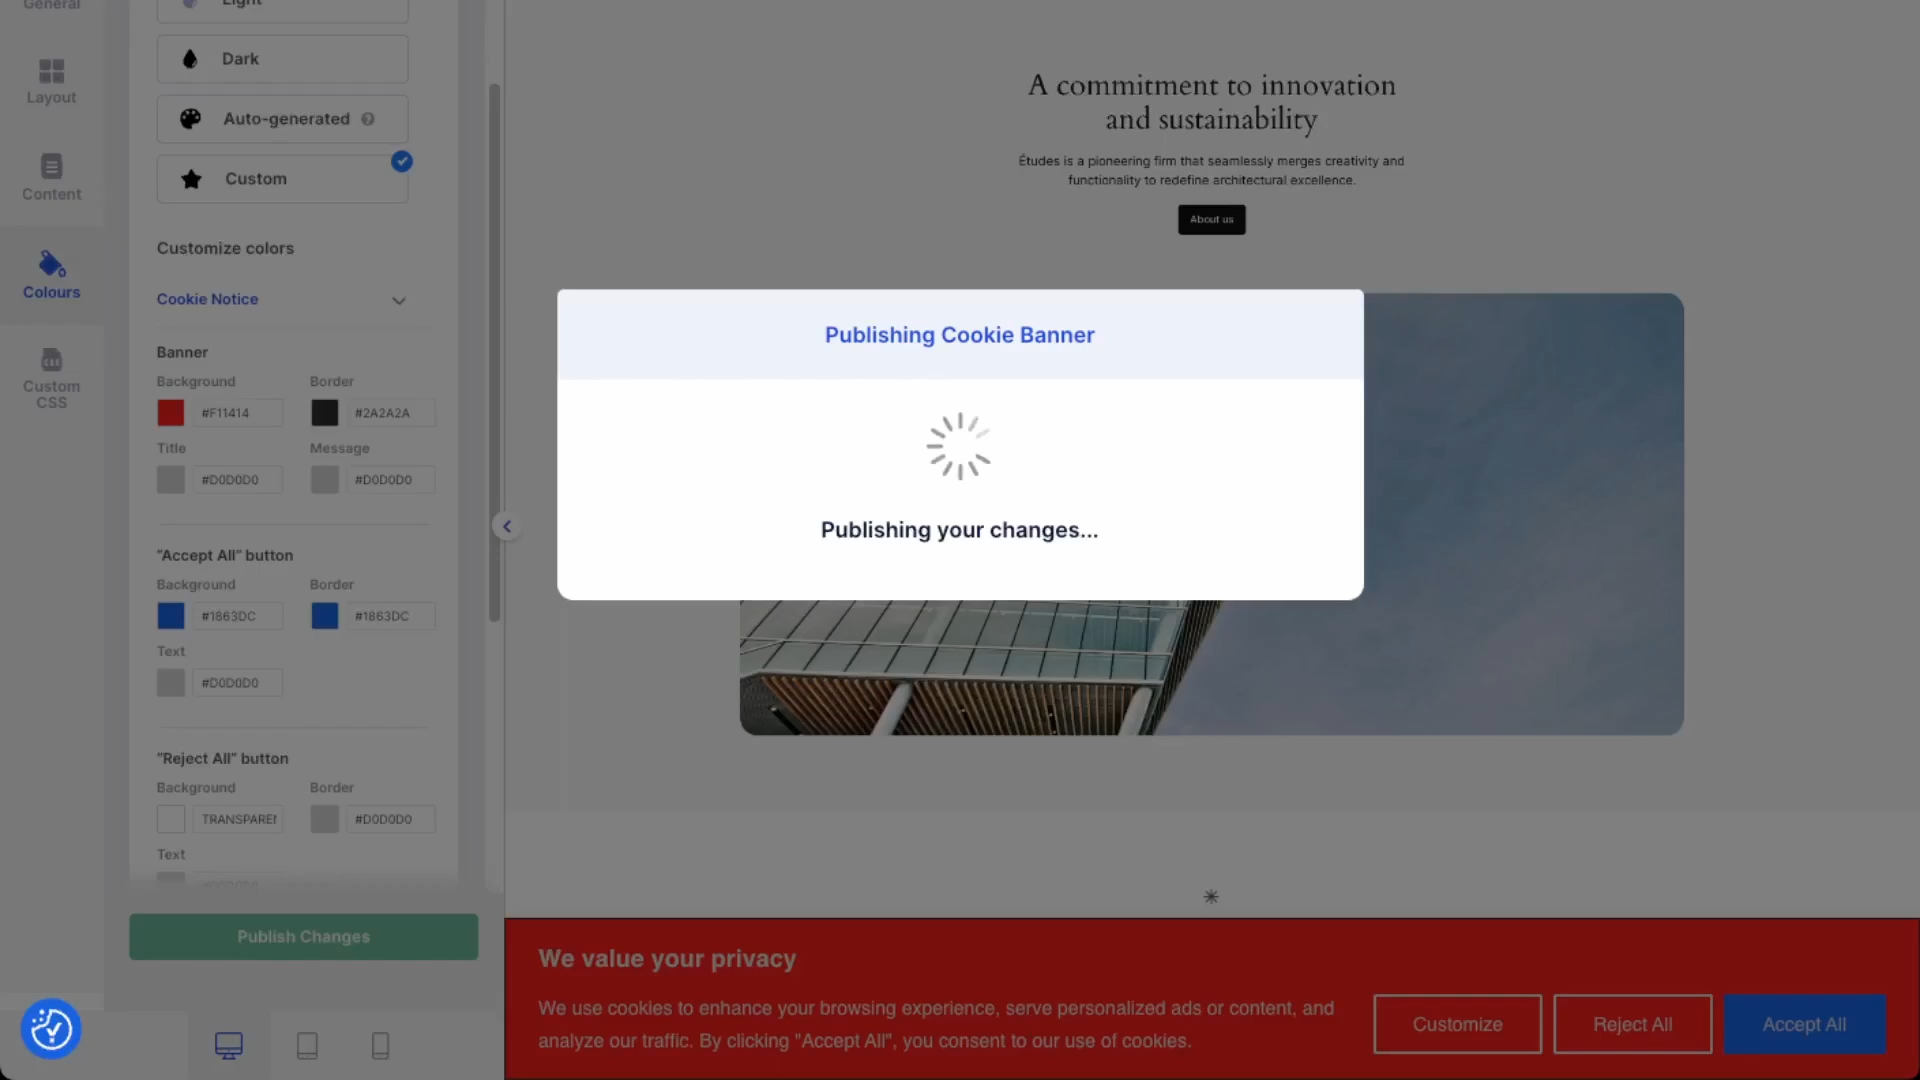 General
Layout
Content
Colours
Custom
CSS
Light
Dark
Auto-generated
Custom
Customize colors
Cookie Notice
Banner
Background Border
#F11414 #2A2A2A
Title Message
#D0D0D0 #D0D0D0
"Accept All" button
Background Border
#1863DC #1863DC
Text
#D0D0D0
"Reject All" button
Background Border
TRANSPAREI #D0D0D0
Text
#D0D0D0
Publish Changes
A commitment to innovation
and sustainability
Études is a pioneering firm that seamlessly merges creativity and
functionality to redefine architectural excellence.
About us
Publishing Cookie Banner
Publishing your changes...
We value your privacy
We use cookies to enhance your browsing experience, serve personalized ads or content, and
analyze our traffic. By clicking "Accept All", you consent to our use of cookies.
Customize Reject All Accept All